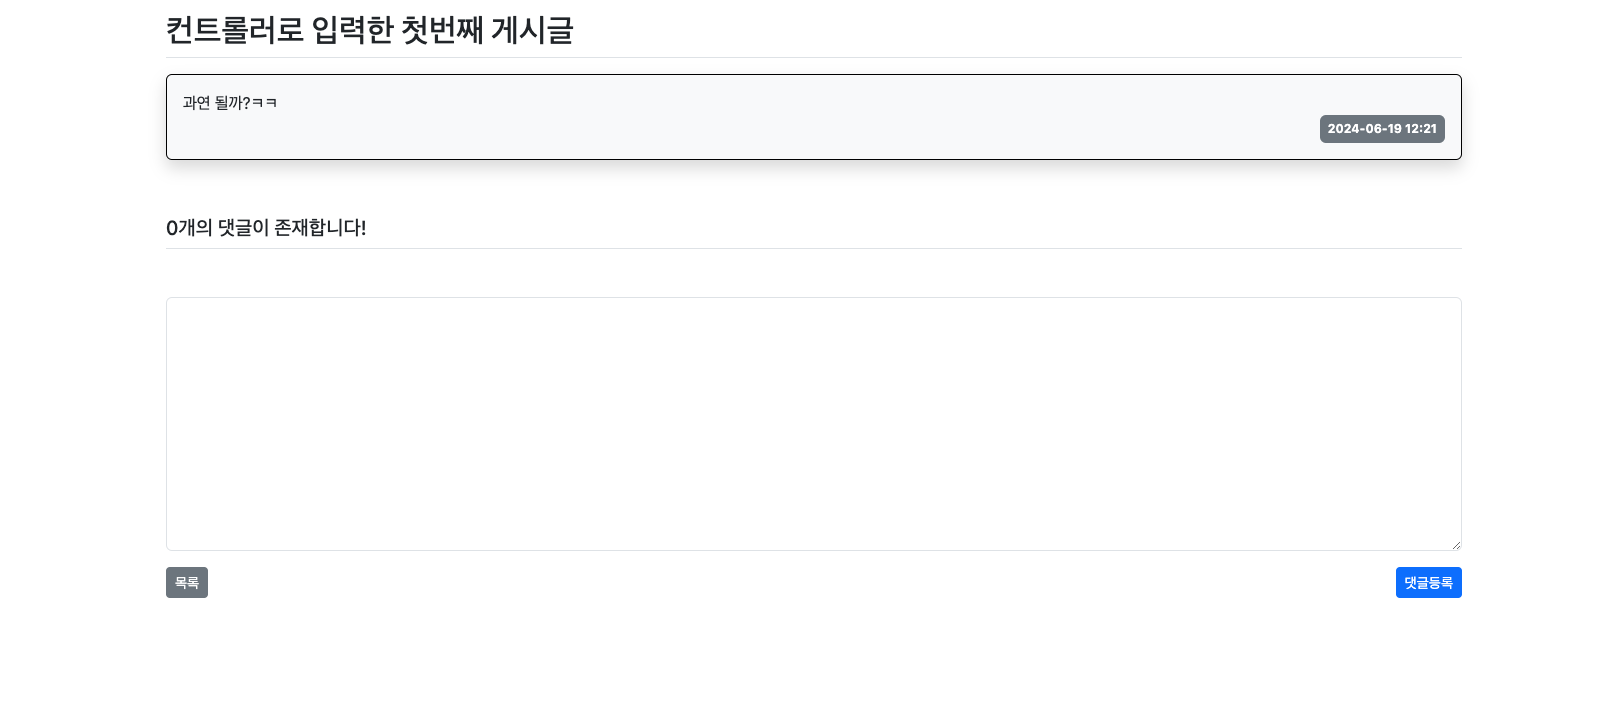 컨트롤러로 입력한 첫번째 게시글
과연 될까?ㅋㅋ
2024-06-19 12:21
0개의 댓글이 존재합니다!
목록
댓글등록